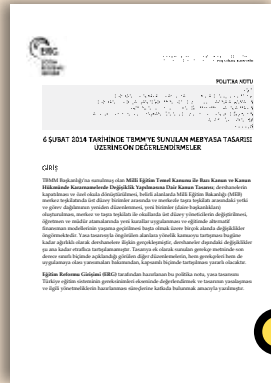 ERG
POLİTİKA NOTU
6 ŞUBAT 2014 TARİHİNDE TBMM'YE SUNULAN MEB YASA TASARISI
ÜZERİNE ÖN DEĞERLENDİRMELER
GİRİŞ
TBMM Başkanlığı'na sunulmuş olan Milli Eğitim Temel Kanunu ile Bazı Kanun ve Kanun
Hükmünde Kararnamelerde Değişiklik Yapılmasına Dair Kanun Tasarısı; dershanelerin
kapatılması ve özel okula dönüştürülmesi, belirli alanlarda Milli Eğitim Bakanlığı (MEB)
merkez teşkilatında üst düzey birimler arasında ve merkezle taşra teşkilatı arasındaki yetki
ve görev dağılımının yeniden düzenlenmesi, yeni birimler (daire başkanlıkları)
oluşturulması, merkez ve taşra teşkilatı ile okullarda üst düzey yöneticilerin değiştirilmesi,
öğretmen ve müdür atamalarında yeni kurallar uygulanması ve eğitimde alternatif
finansman modellerinin yaşama geçirilmesi başta olmak üzere birçok alanda değişiklikler
öngörmektedir. Yasa tasarısıyla öngörülen alanlara yönelik kamuoyu tartışması bugüne
kadar ağırlıklı olarak dershanelere ilişkin gerçekleşmiştir, dershaneler dışındaki değişiklikler
şu ana kadar etraflıca tartışılmamıştır. Tasarıya ek olarak sunulan gerekçe metninde son
derece sınırlı biçimde açıklandığı görülen diğer düzenlemelerin, hem gerekçeleri hem de
uygulamaya olası yansımaları bakımından, kapsamlı biçimde tartışılması yararlı olacaktır.
Eğitim Reformu Girişimi (ERG) tarafından hazırlanan bu politika notu, yasa tasarısını
Türkiye eğitim sisteminin gereksinimleri ekseninde değerlendirmek ve tasarının yasalaşması
ve ilgili yönetmeliklerin hazırlanması süreçlerine katkıda bulunmak amacıyla yazılmıştır.